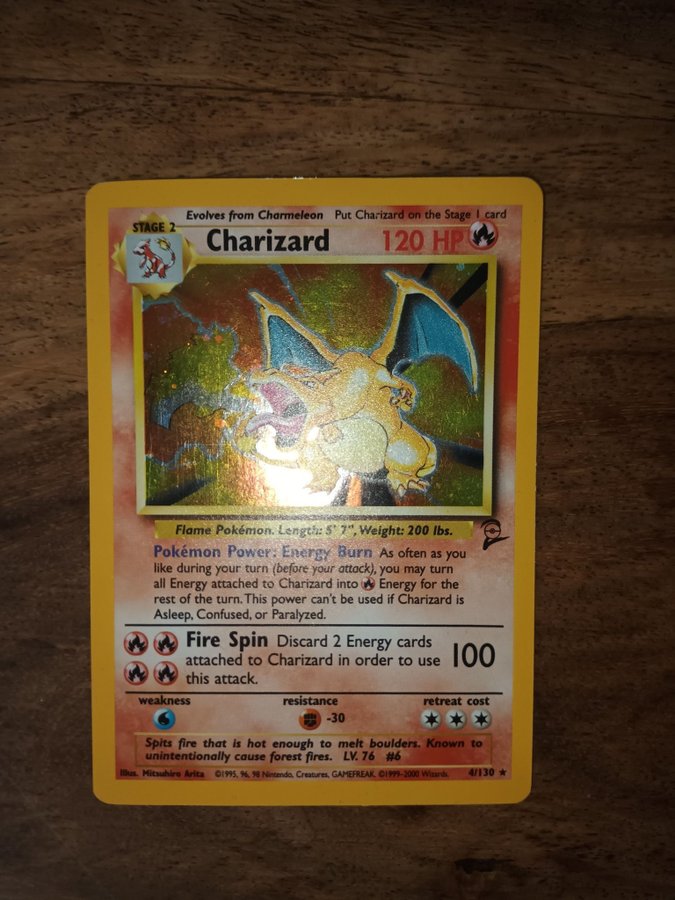 Evolves from Charmeleon Put Charizard on the Stage 1 card
STAGE 2
Charizard 120 HP
Flame Pokémon. Length: 5' 7", Weight: 200 lbs.
Pokémon Power: Energy Burn As often as you
like during your turn (before your attack), you may turn
all Energy attached to Charizard into Energy for the
rest of the turn. This power can't be used if Charizard is
Asleep, Confused, or Paralyzed.
Fire Spin Discard 2 Energy cards
attached to Charizard in order to use
this attack.
100
weakness resistance retreat cost
-30
Spits fire that is hot enough to melt boulders. Known to
unintentionally cause forest fires. LV. 76 #6
Illus. Mitsuhiro Arita ©1995, 96, 98 Nintendo, Creatures, GAMEFREAK. ©1999-2000 Wizards. 4/130 ★